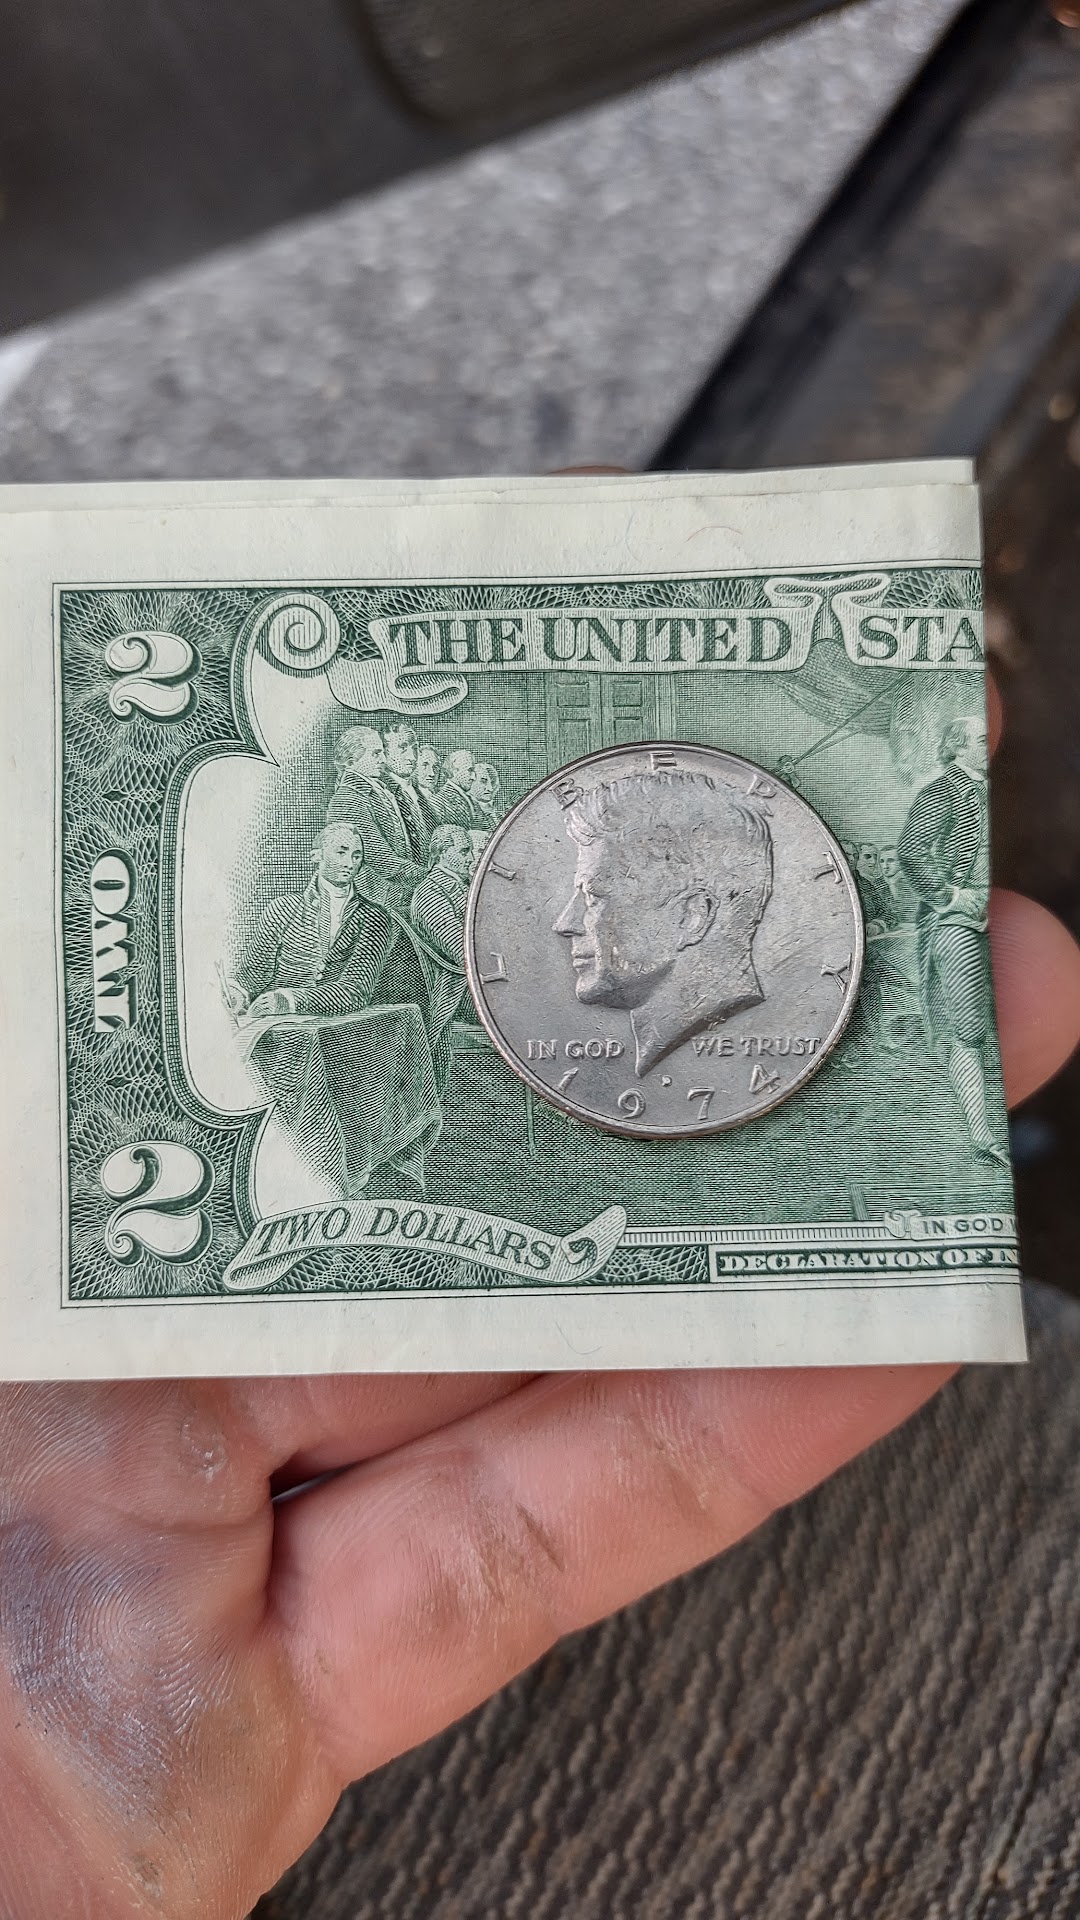 2
THE UNITED STA
TWO
LIBERTY
IN GOD WE TRUST
1974
2
TWO DOLLARS
IN GOD
DECLARATION OF IN